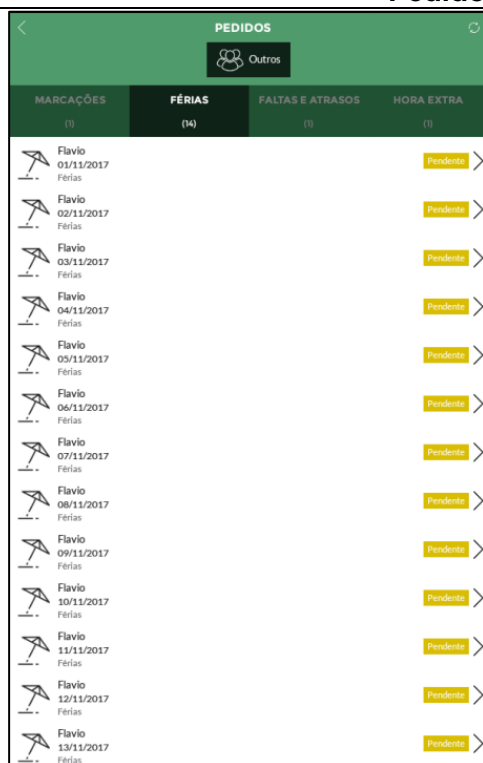 PEDIDOS
Outros
MARCAÇÕES FÉRIAS FALTAS E ATRASOS HORA EXTRA
(1) (14) (1) (1)
Flavio
01/11/2017 Pendente
Férias
Flavio
02/11/2017 Pendente
Férias
Flavio
03/11/2017 Pendente
Férias
Flavio
04/11/2017 Pendente
Férias
Flavio
05/11/2017 Pendente
Férias
Flavio
06/11/2017 Pendente
Férias
Flavio
07/11/2017 Pendente
Férias
Flavio
08/11/2017 Pendente
Férias
Flavio
09/11/2017 Pendente
Férias
Flavio
10/11/2017 Pendente
Férias
Flavio
11/11/2017 Pendente
Férias
Flavio
12/11/2017 Pendente
Férias
Flavio
13/11/2017 Pendente
Férias